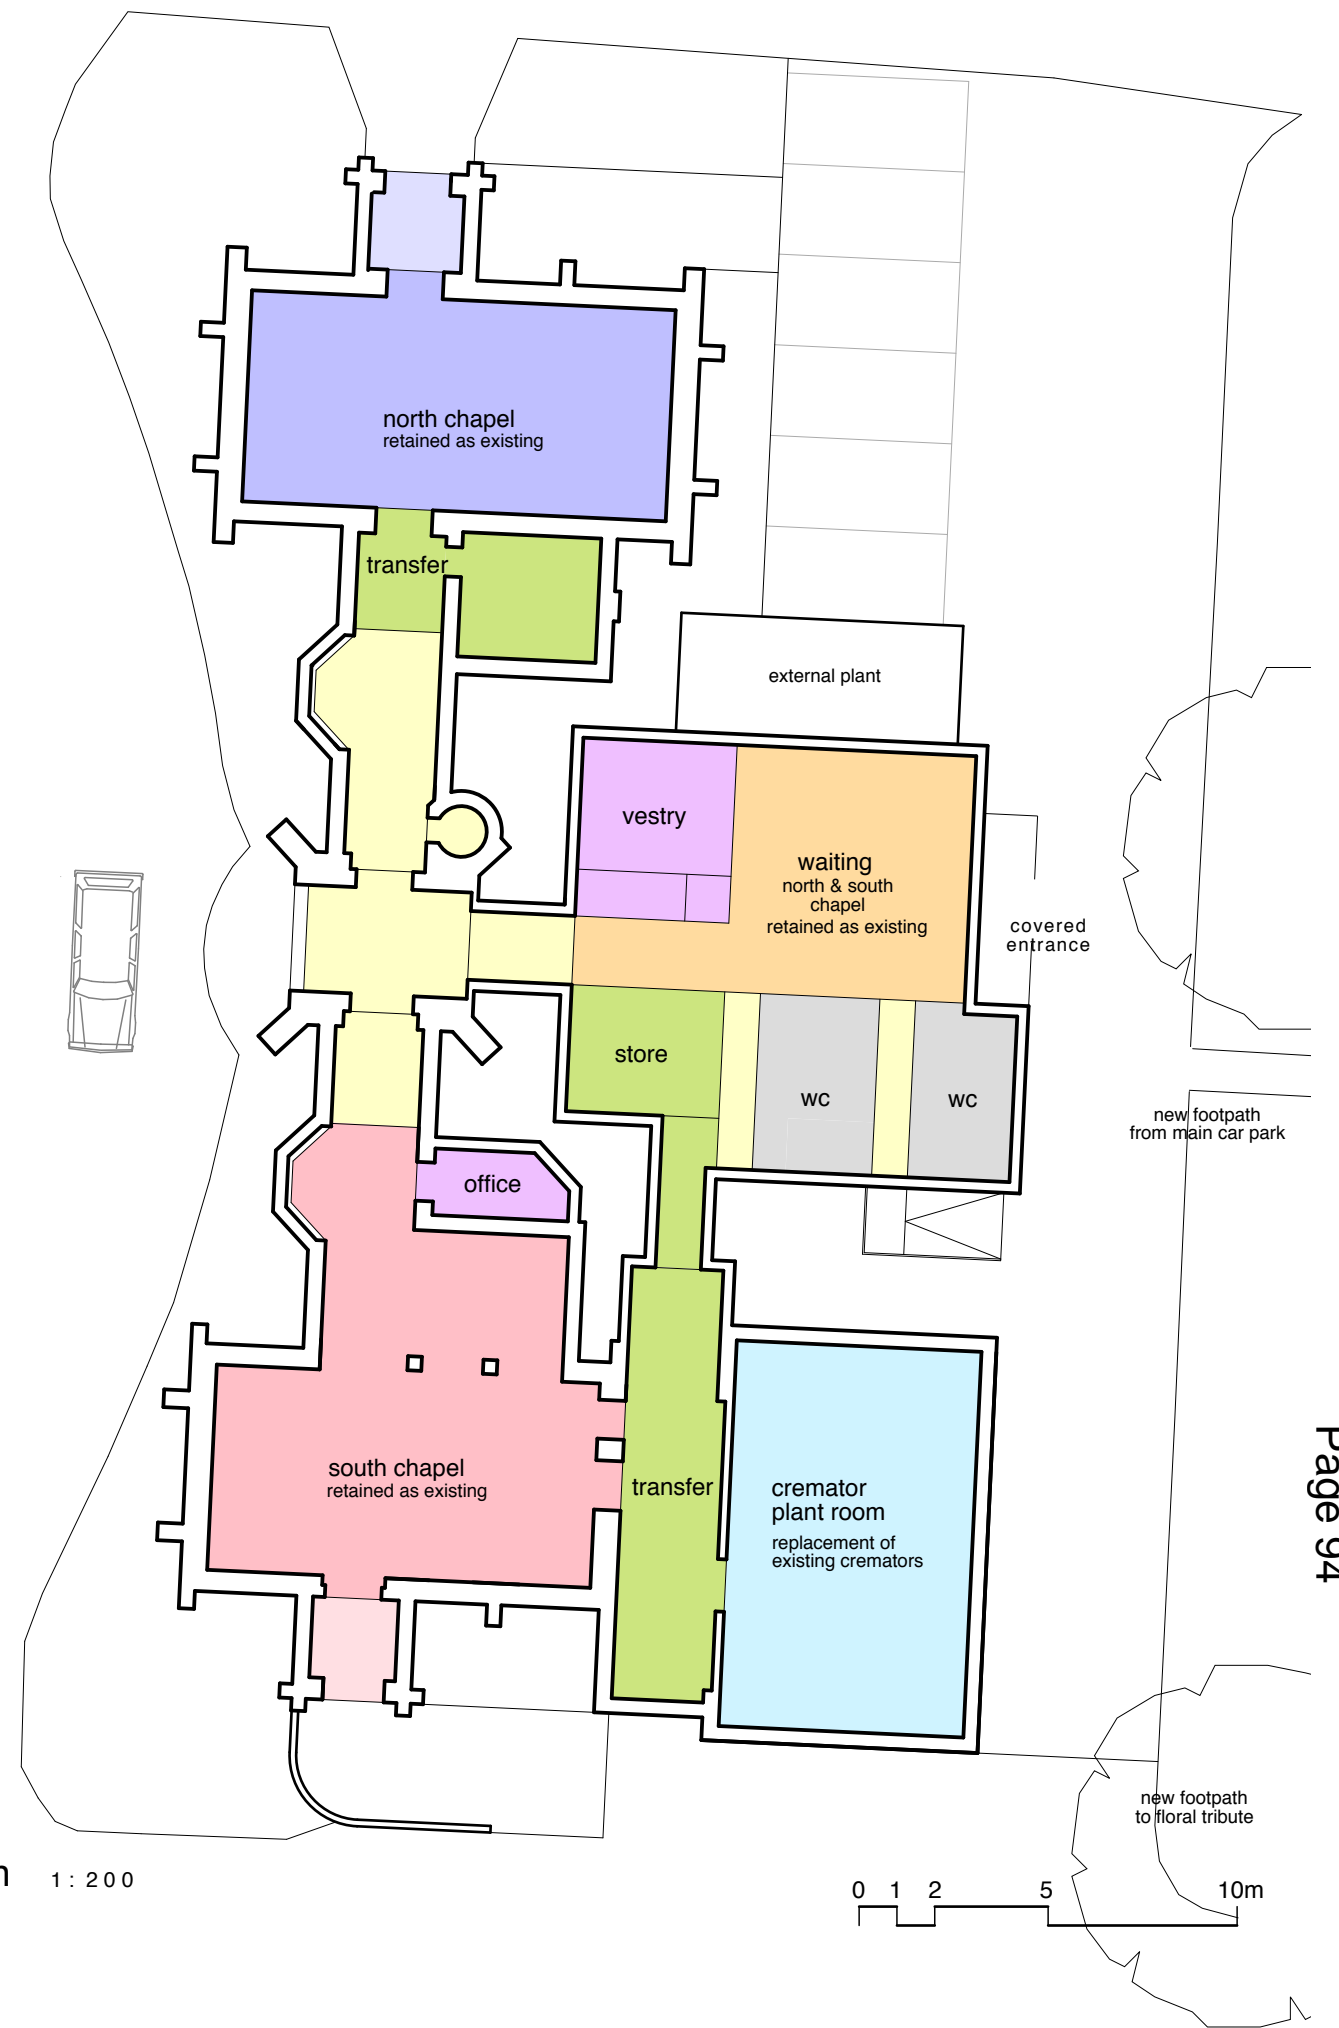 north chapel
retained as existing
transfer
external plant
vestry
waiting
north & south
chapel
retained as existing
covered
entrance
store
wc
wc
new footpath
from main car park
office
south chapel
retained as existing
transfer
cremator
plant room
replacement of
existing cremators
Page 94
new footpath
to floral tribute
1:200
0 1 2 5 10m